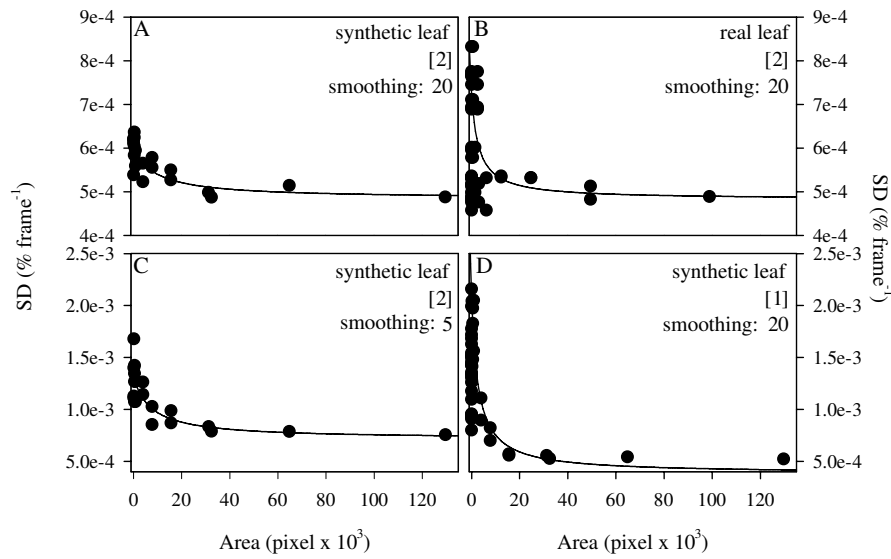 A
synthetic leaf
[2]
smoothing: 20
9e-4
8e-4
7e-4
6e-4
5e-4
4e-4
B
real leaf
[2]
smoothing: 20
9e-4
8e-4
7e-4
6e-4
5e-4
4e-4
SD (% frame⁻¹)
SD (% frame⁻¹)
C
synthetic leaf
[2]
smoothing: 5
2.5e-3
2.0e-3
1.5e-3
1.0e-3
5.0e-4
D
synthetic leaf
[1]
smoothing: 20
2.5e-3
2.0e-3
1.5e-3
1.0e-3
5.0e-4
0 20 40 60 80 100 120
0 20 40 60 80 100 120
Area (pixel x 10³)
Area (pixel x 10³)